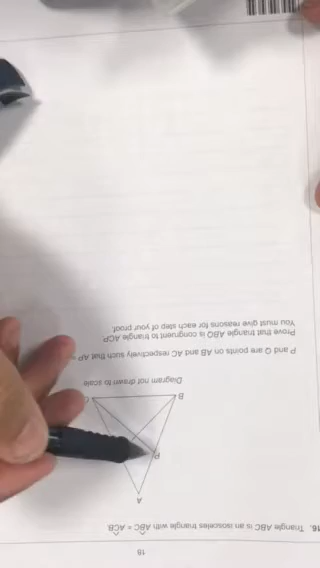 18
16. Triangle ABC is an isosceles triangle with AB̂C = AĈB.
A
P
B
Diagram not drawn to scale
P and Q are points on AB and AC respectively such that AP =
Prove that triangle ABQ is congruent to triangle ACP.
You must give reasons for each step of your proof.